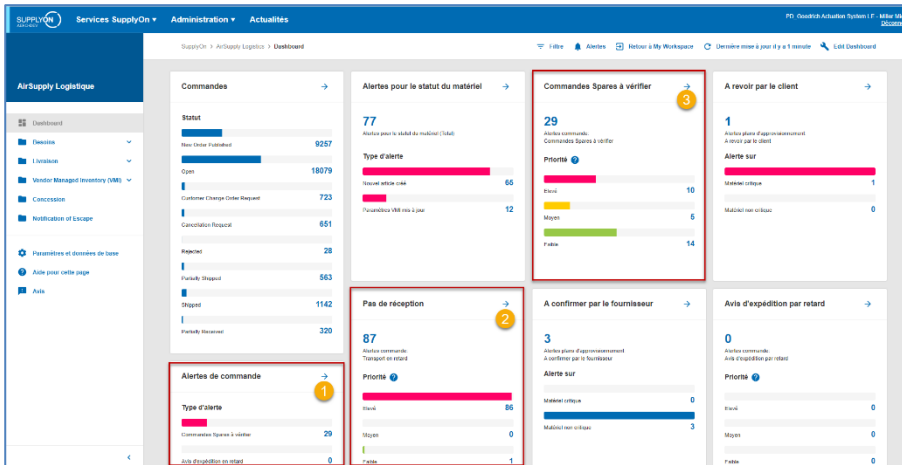 SUPPLYON
Services SupplyOn
Administration
Actualités
PD_Goodrich Actuation System LE - Miller
SupplyOn > AirSupply Logistics > Dashboard
Filtre
Alertes
Retour à My Workspace
Dernière mise à jour il y a 1 minute
Edit Dashboard
AirSupply Logistique
Dashboard
Besoins
Livraison
Vendor Managed Inventory (VMI)
Concession
Notification of Escape
Paramètres et données de base
Aide pour cette page
Avis
Commandes
Statut
New Order Published 9257
Open 18079
Customer Change Order Request 723
Cancellation Request 651
Rejected 28
Partially Shipped 563
Shipped 1142
Partially Received 320
Alertes de commande
1
Type d'alerte
Commandes Spares à vérifier 29
Avis d'expédition en retard 0
Alertes pour le statut du matériel
77
Alertes pour le statut du matériel (Total)
Type d'alerte
Nouvel article créé 65
Paramètres VMI mis à jour 12
Pas de réception
2
87
Alertes commande:
Transport en retard
Priorité
Elevé 86
Moyen 0
Faible 1
Commandes Spares à vérifier
3
29
Alertes commande:
Commandes Spares à vérifier
Priorité
Elevé 10
Moyen 5
Faible 14
A confirmer par le fournisseur
3
Alertes plans d'approvisionnement
A confirmer par le fournisseur
Alerte sur
Matériel critique 0
Matériel non critique 3
A revoir par le client
1
Alertes plans d'approvisionnement
A revoir par le client
Alerte sur
Matériel critique 1
Matériel non critique 0
Avis d'expédition par retard
0
Alertes commande:
Avis d'expédition par retard
Priorité
Elevé 0
Moyen 0
Faible 0